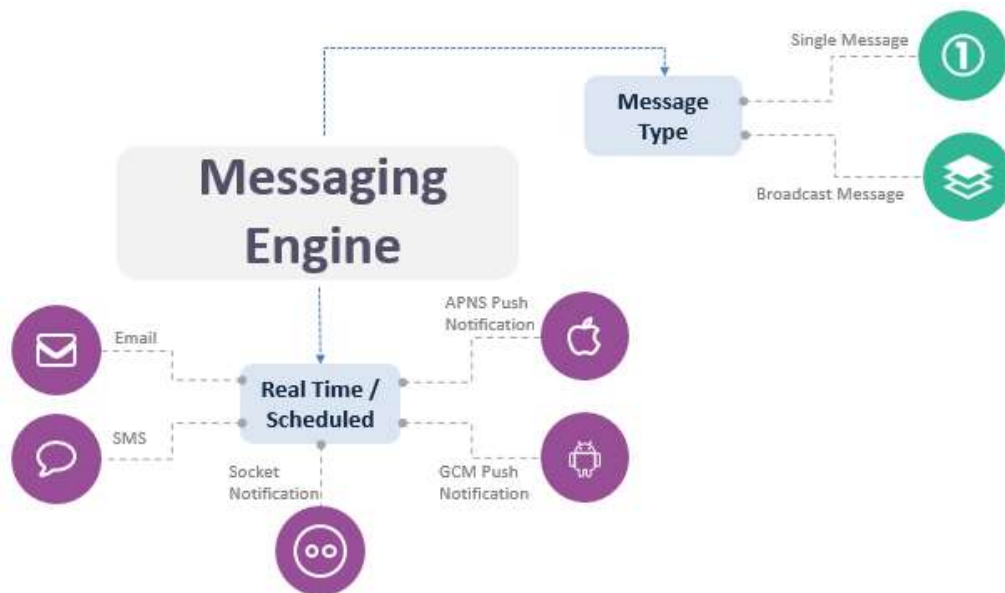 Single Message
Message
Type
Broadcast Message
Messaging
Engine
APNS Push
Notification
Email
Real Time /
Scheduled
SMS
Socket
Notification
GCM Push
Notification
1